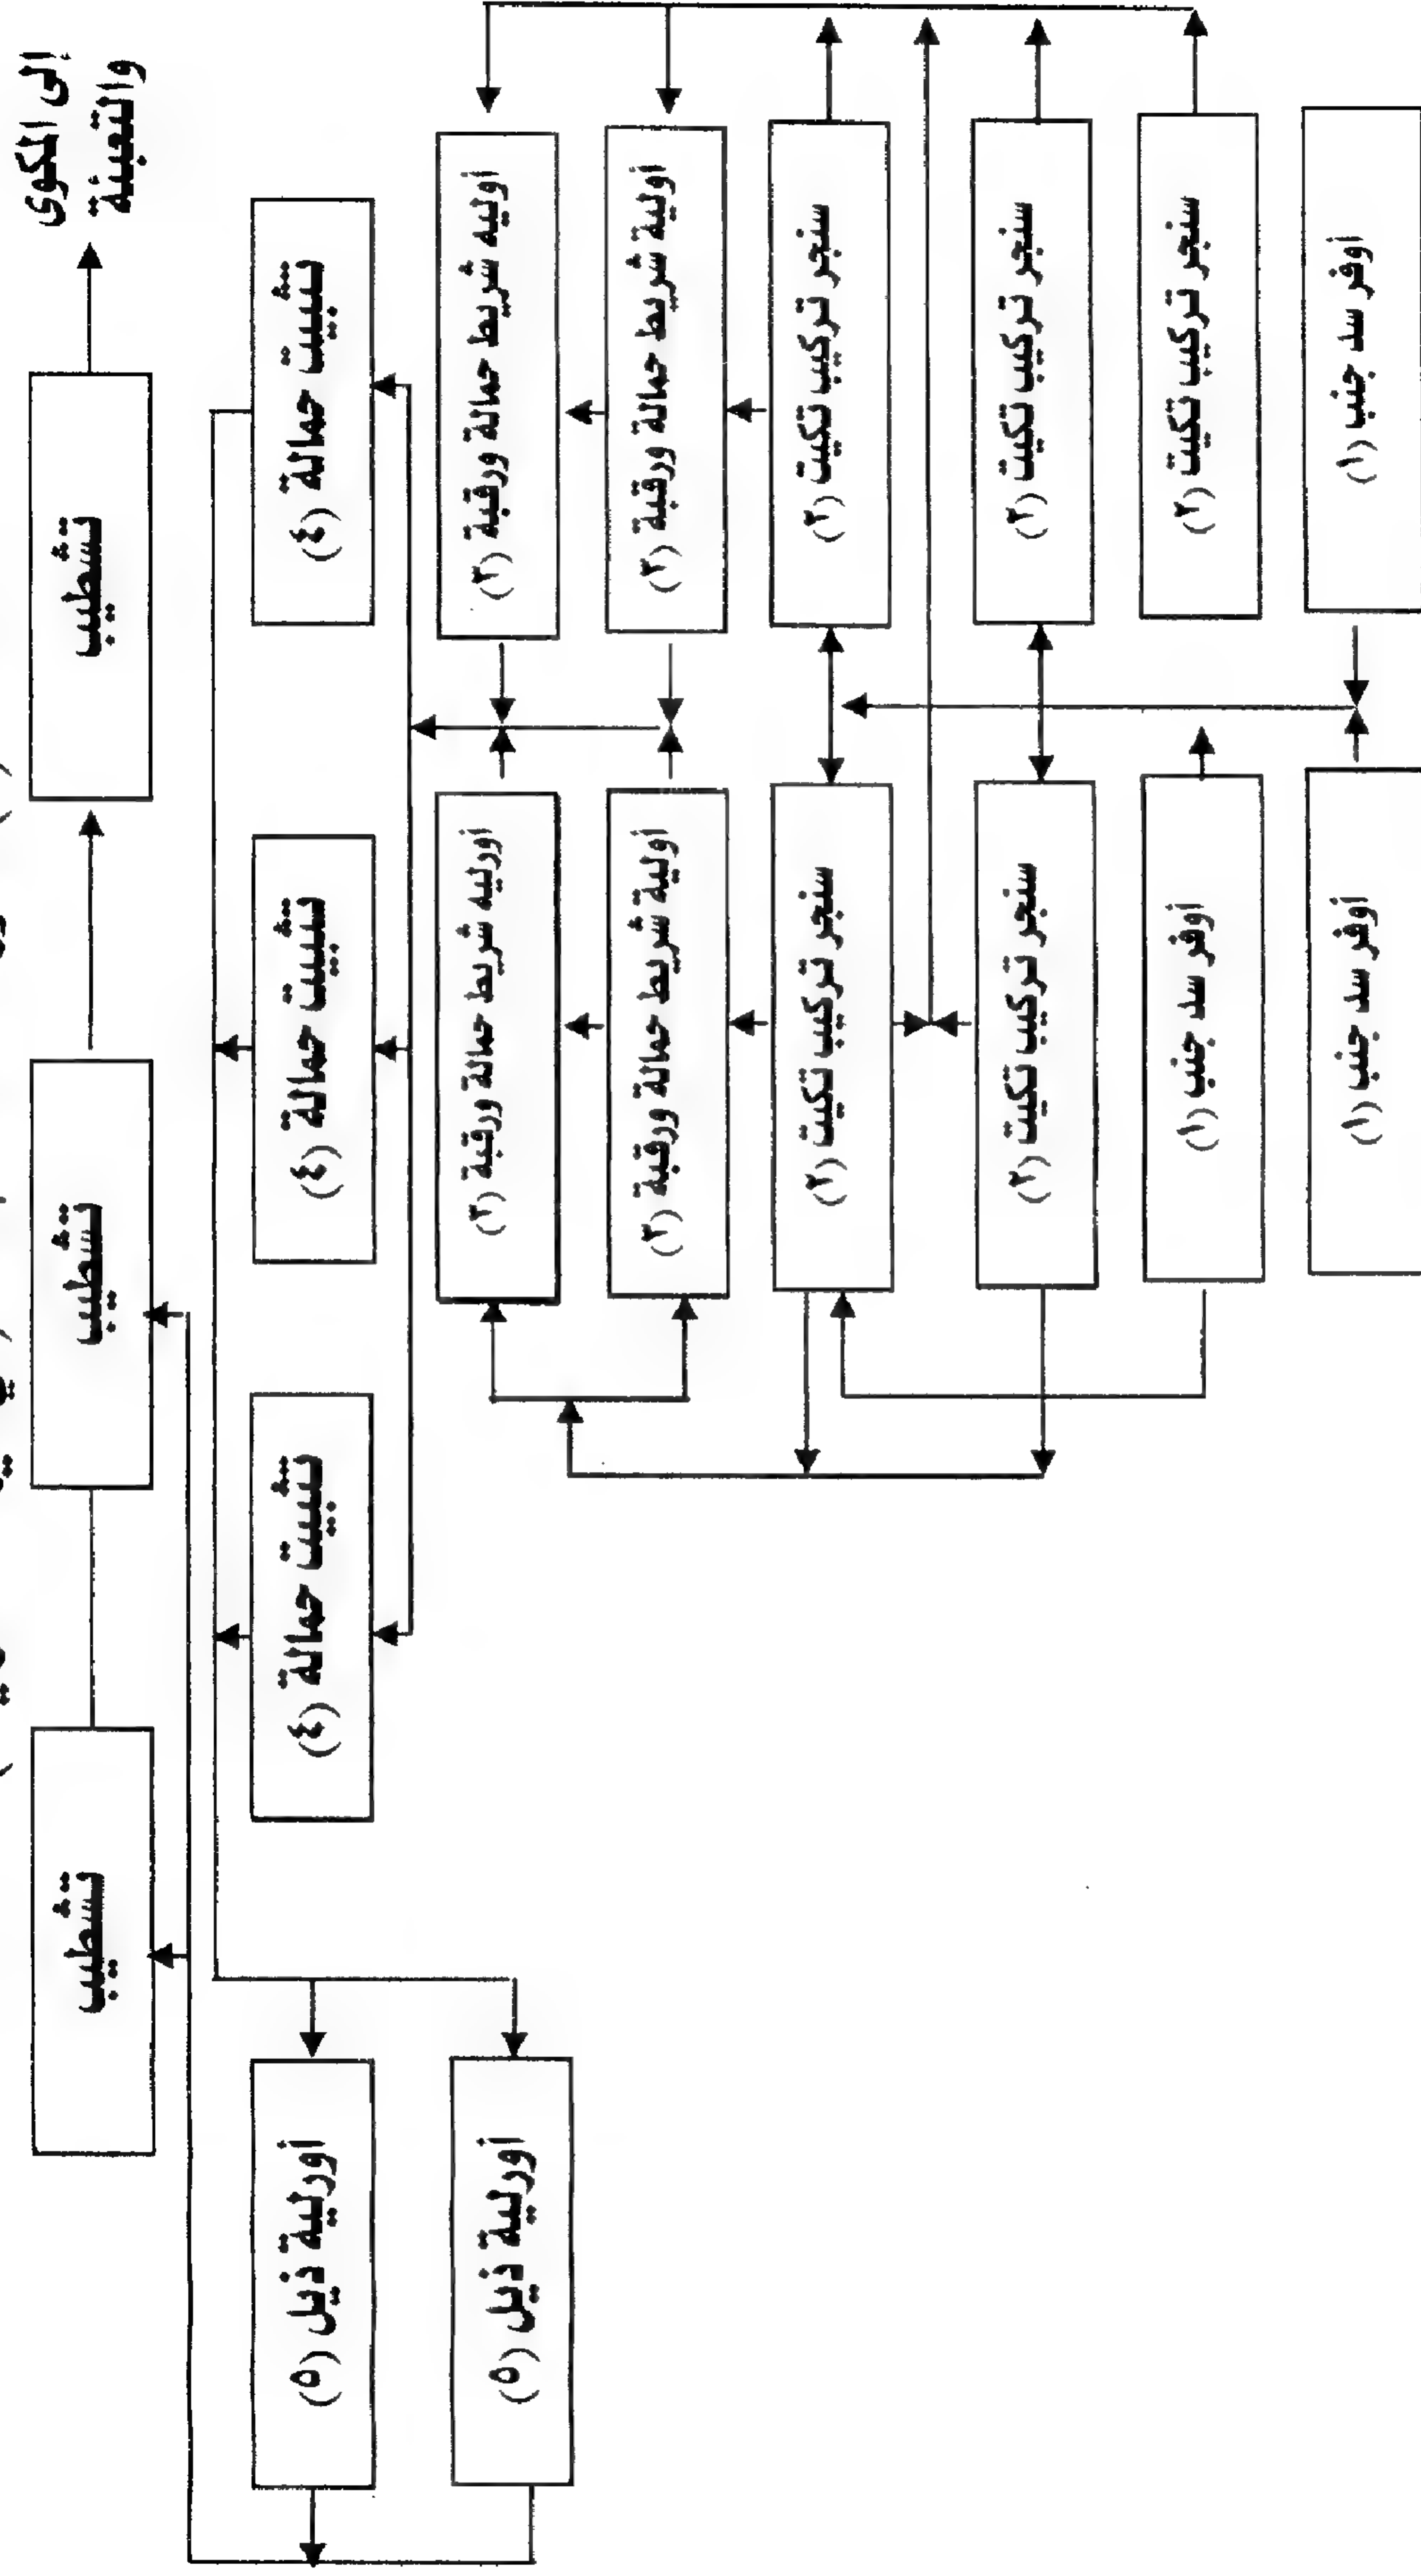 إلى المكوى
والتعبئة
تشطيب
تشطيب
تشطيب
تثبيت حمالة (٤)
تثبيت حمالة (٤)
تثبيت حمالة (٤)
أورلية ذيل (٥)
أوليه شريط حمالة ورقبة (٣)
أورليه شريط حمالة ورقبة (٣)
أورلية ذيل (٥)
أولية شريط حمالة ورقبة (٣)
أولية شريط حمالة ورقبة (٣)
سنجر تركيب تكيت (٢)
سنجر تركيب تكيت (٢)
سنجر تركيب تكيت (٢)
سنجر تركيب تكيت (٢)
سنجر تركيب تكيت (٢)
أوفر سد جنب (١)
أوفر سد جنب (١)
أوفر سد جنب (١)